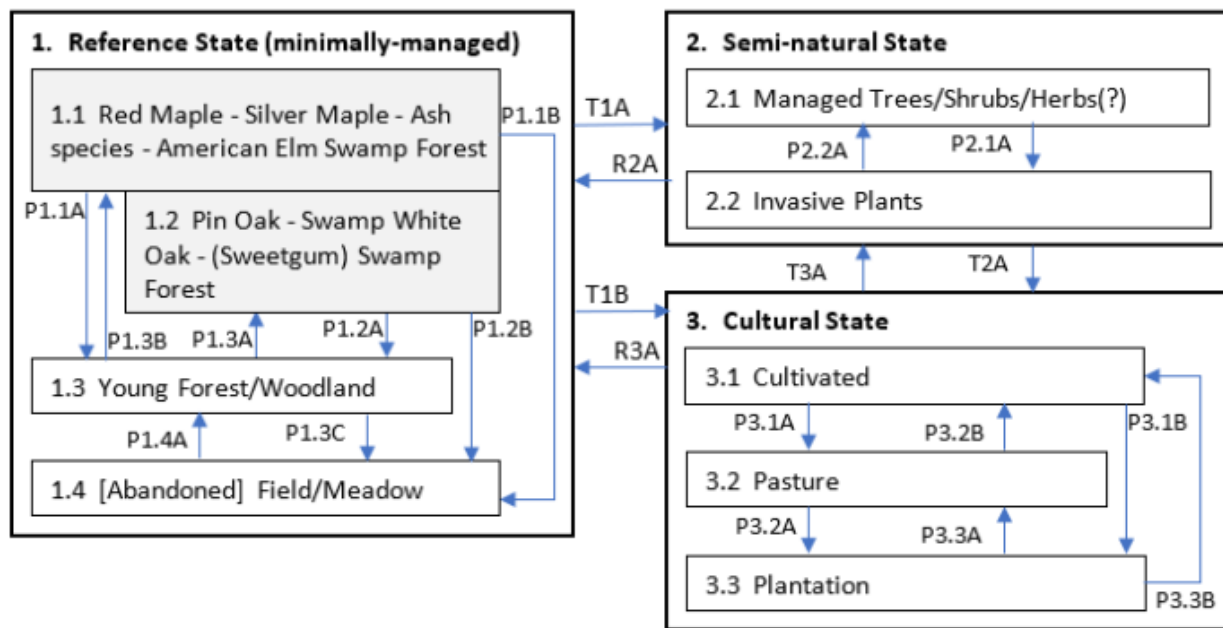 1. Reference State (minimally-managed)
1.1 Red Maple - Silver Maple - Ash
species - American Elm Swamp Forest
P1.1B
P1.1A
1.2 Pin Oak - Swamp White
Oak - (Sweetgum) Swamp
Forest
P1.3B
P1.3A
P1.2A
P1.2B
1.3 Young Forest/Woodland
P1.4A
P1.3C
1.4 [Abandoned] Field/Meadow
T1A
R2A
T1B
R3A
2. Semi-natural State
2.1 Managed Trees/Shrubs/Herbs(?)
P2.2A
P2.1A
2.2 Invasive Plants
T3A
T2A
3. Cultural State
3.1 Cultivated
P3.1A
P3.2B
P3.1B
3.2 Pasture
P3.2A
P3.3A
3.3 Plantation
P3.3B